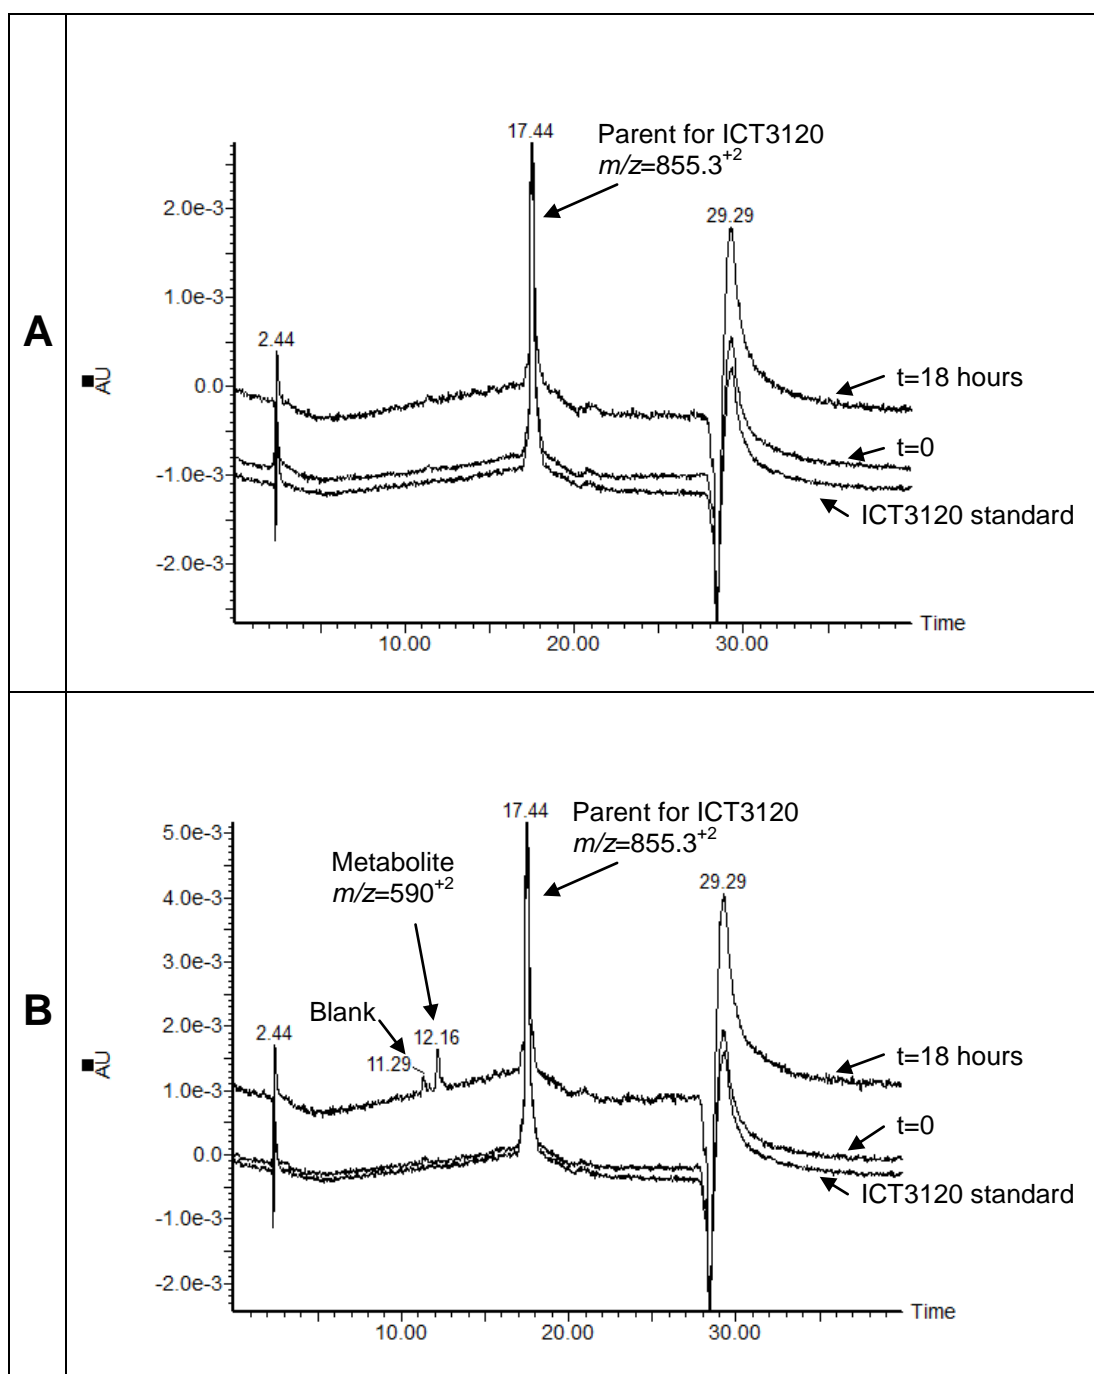 A
17.44
Parent for ICT3120
m/z=855.3+2
29.29
2.0e-3
1.0e-3
2.44
0.0
AU
t=18 hours
t=0
-1.0e-3
ICT3120 standard
-2.0e-3
Time
10.00 20.00 30.00
B
17.44
Parent for ICT3120
m/z=855.3+2
5.0e-3
Metabolite
m/z=590+2
29.29
4.0e-3
3.0e-3
Blank
2.0e-3
2.44
12.16
11.29
AU
t=18 hours
1.0e-3
t=0
0.0
ICT3120 standard
-1.0e-3
-2.0e-3
Time
10.00 20.00 30.00